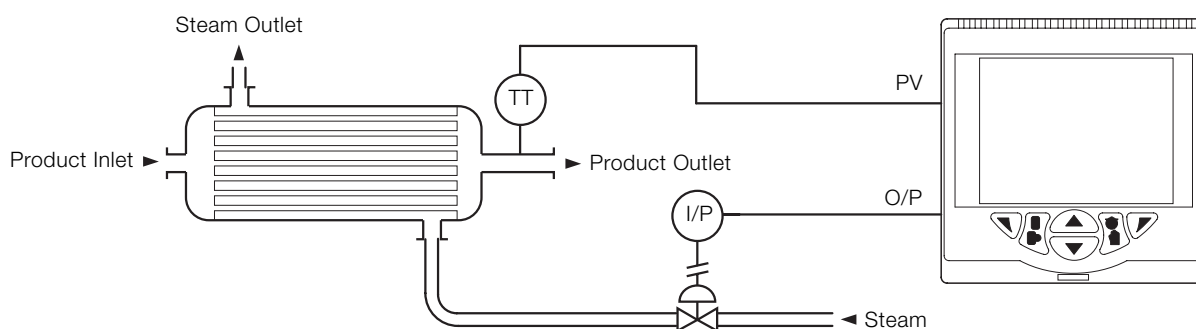 Steam Outlet
TT
PV
Product Inlet
Product Outlet
O/P
I/P
Steam